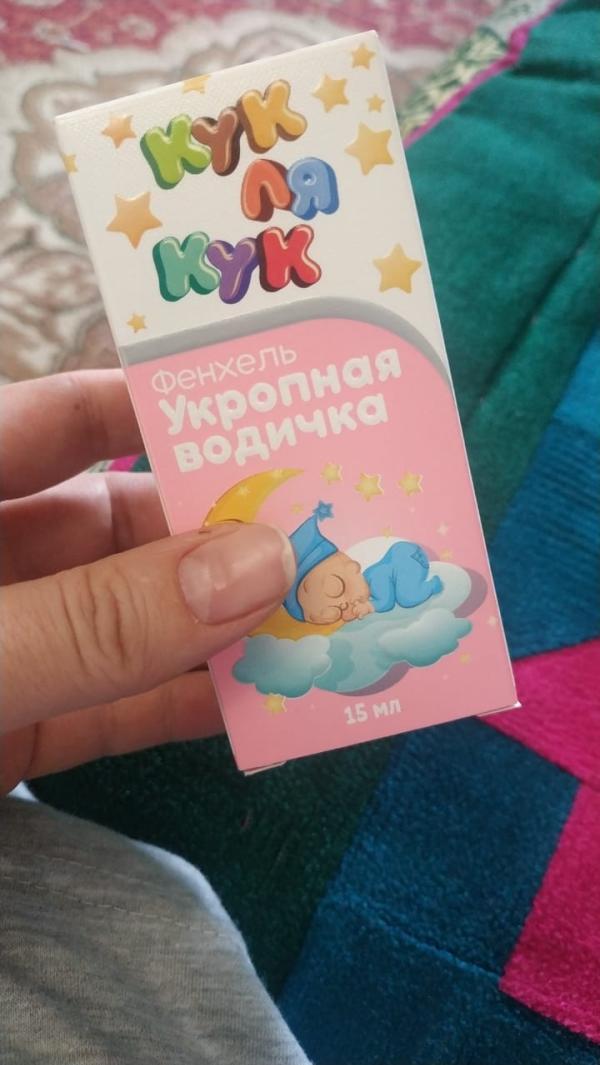 Кук
ля
Кук
Фенхель
Укропная
водичка
15 мл